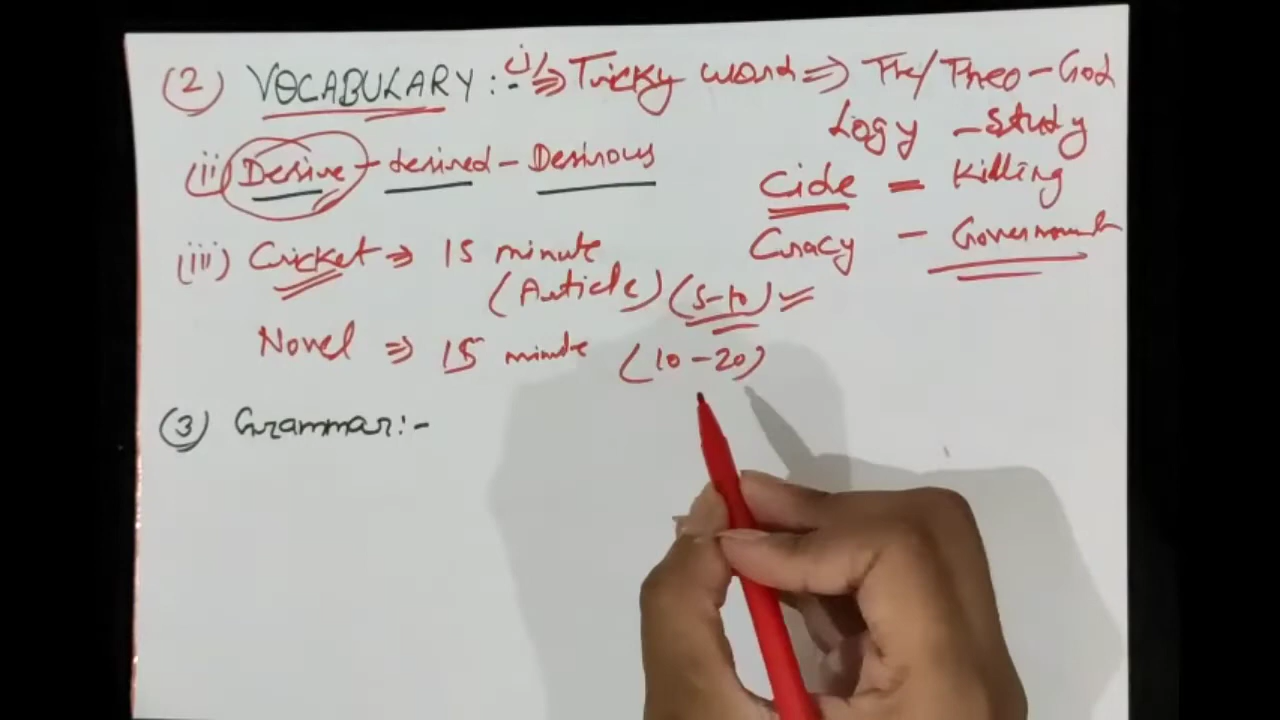 (2) VOCABULARY :- i) ⇒ Tricky word ⇒ The/Theo - God
Logy - Study
(ii) Desire - desired - Desirous
Cide = Killing
Cracy - Government
(iii) Cricket ⇒ 15 minute
(Article) (5-10)
Novel ⇒ 15 minute (10-20)
(3) Grammar :-